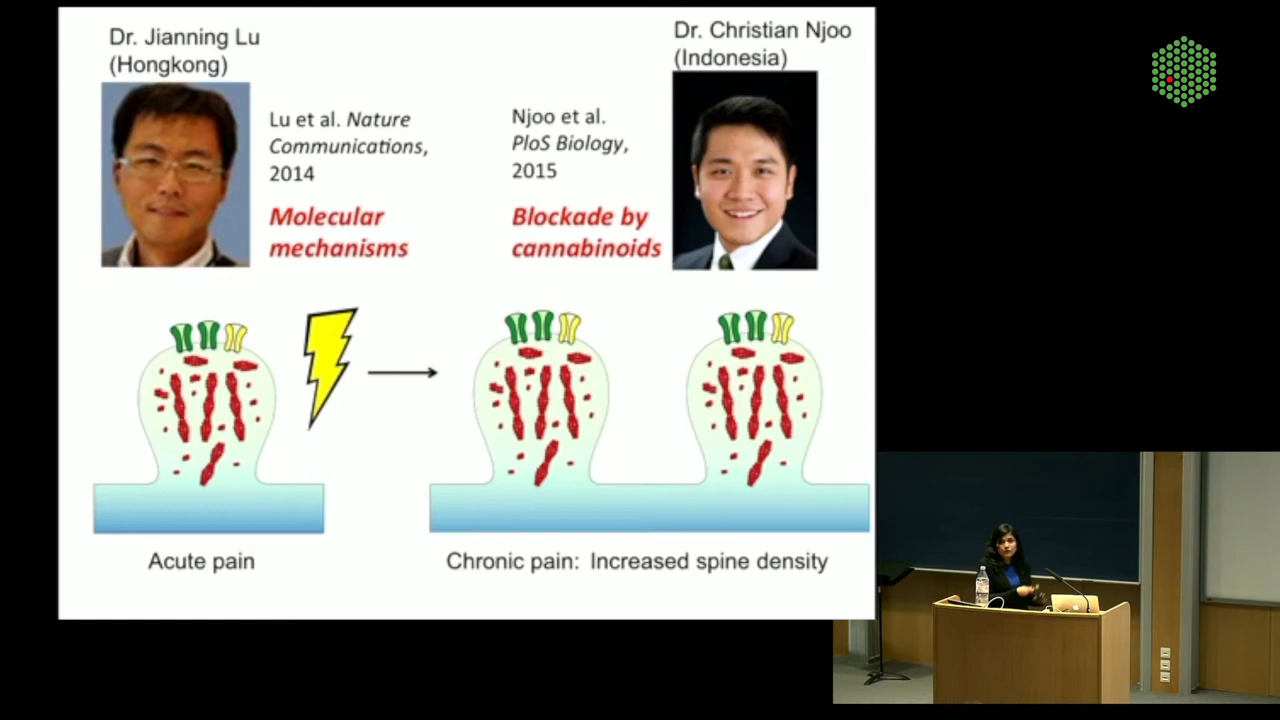 Dr. Jianning Lu
(Hongkong)
Lu et al. Nature
Communications,
2014
Molecular
mechanisms
Dr. Christian Njoo
(Indonesia)
Njoo et al.
PloS Biology,
2015
Blockade by
cannabinoids
Acute pain
Chronic pain: Increased spine density